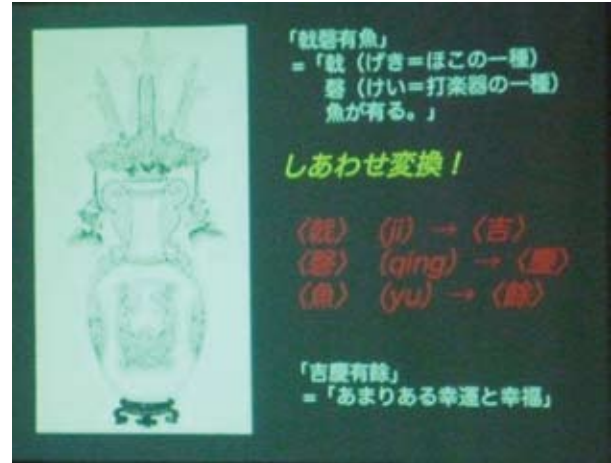 「戟磬有魚」
=「戟（げき＝ほこの一種）
磬（けい＝打楽器の一種）
魚が有る。」
しあわせ変換！
〈戟〉（ji）→〈吉〉
〈磬〉（qing）→〈慶〉
〈魚〉（yu）→〈餘〉
「吉慶有餘」
=「あまりある幸運と幸福」